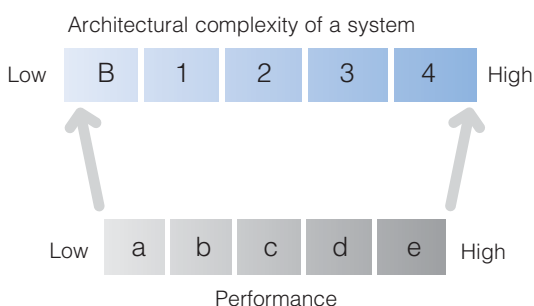 Architectural complexity of a system
Low B 1 2 3 4 High
Low a b c d e High
Performance